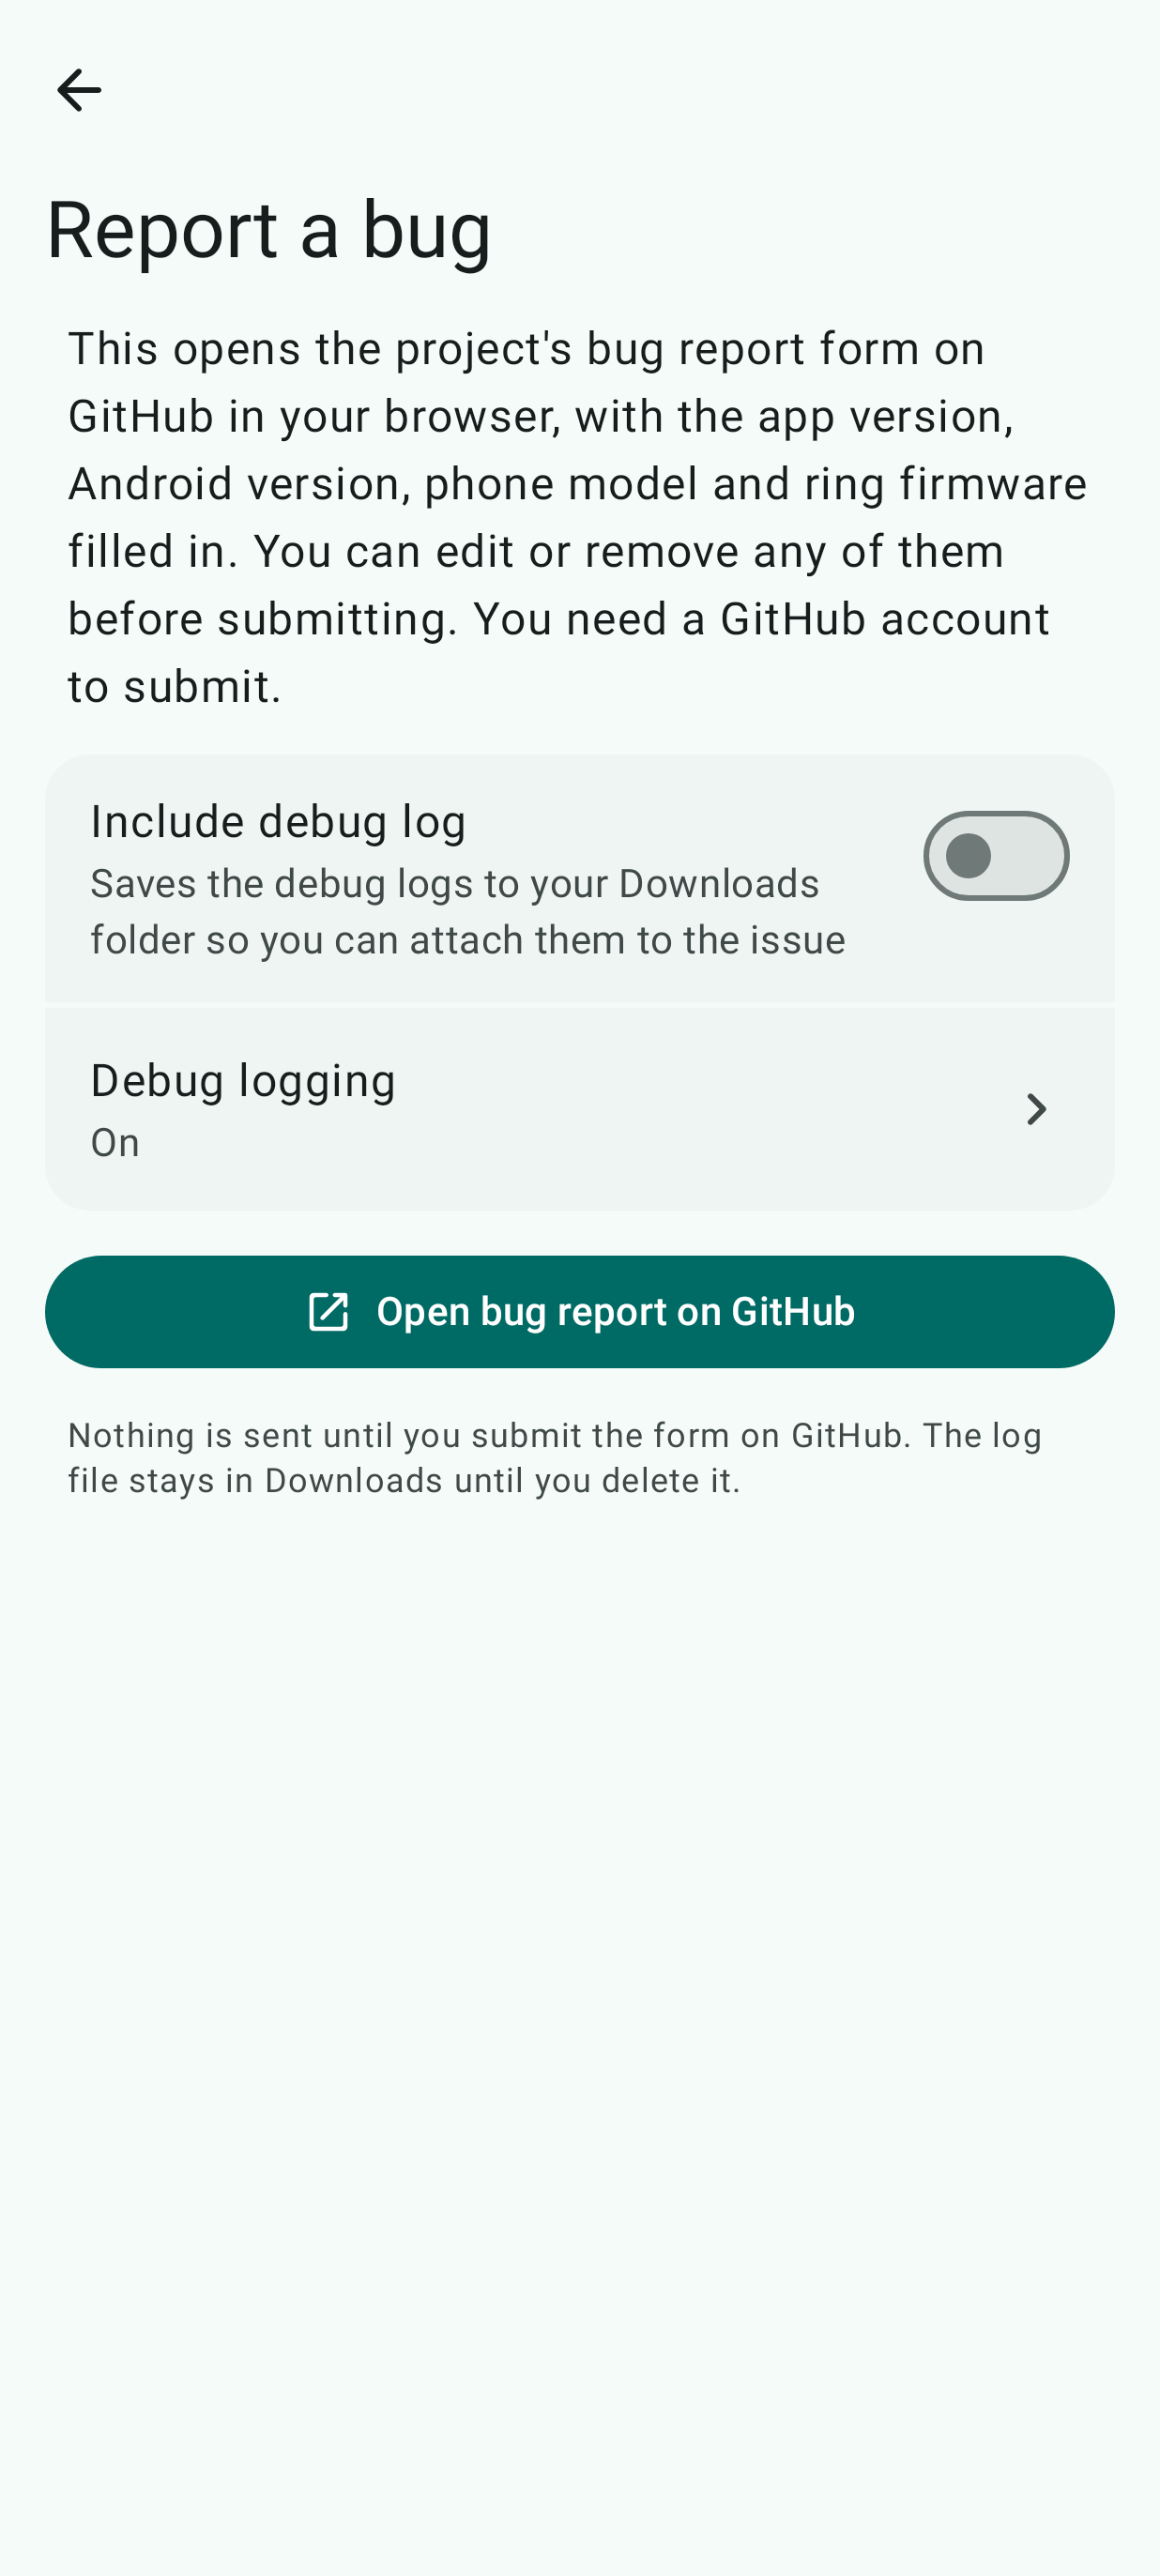 Report a bug
This opens the project's bug report form on
GitHub in your browser, with the app version,
Android version, phone model and ring firmware
filled in. You can edit or remove any of them
before submitting. You need a GitHub account
to submit.
Include debug log
Saves the debug logs to your Downloads
folder so you can attach them to the issue
Debug logging
On
Open bug report on GitHub
Nothing is sent until you submit the form on GitHub. The log
file stays in Downloads until you delete it.